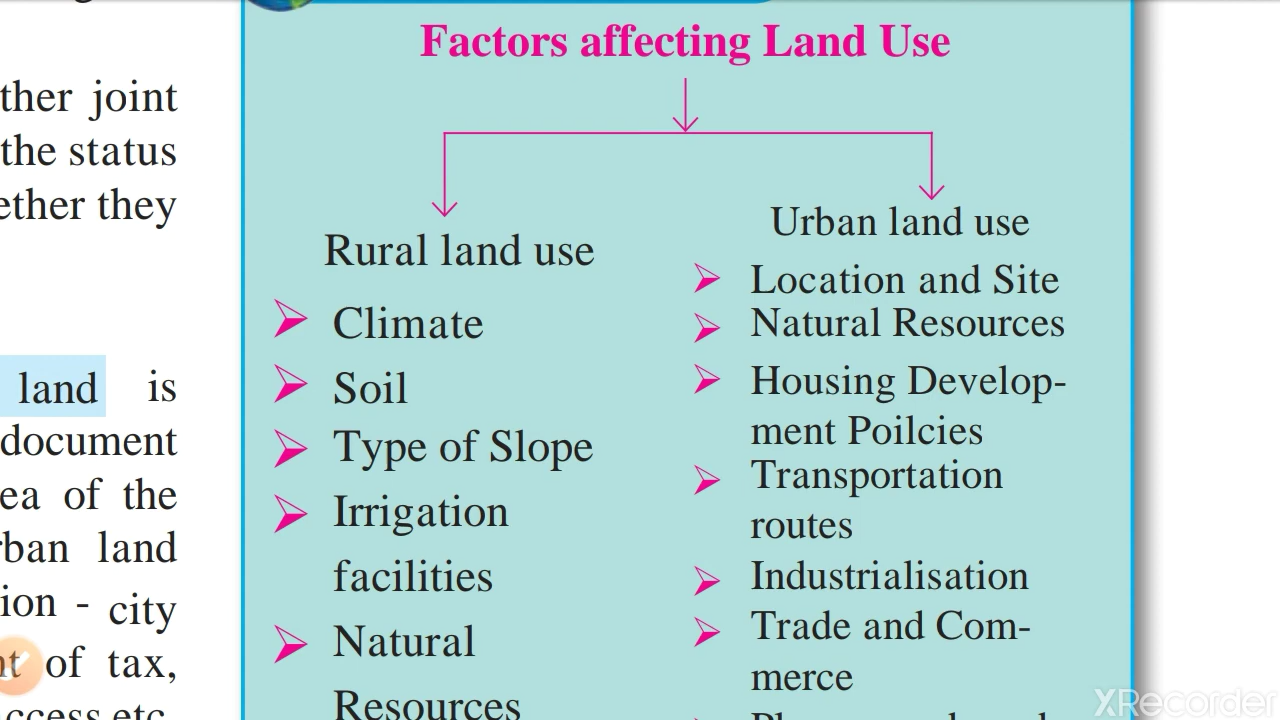 ther joint
the status
ether they
land is
document
ea of the
rban land
ion - city
of tax,
ccess etc
Factors affecting Land Use
Rural land use
Climate
Soil
Type of Slope
Irrigation
facilities
Natural
Resources
Urban land use
Location and Site
Natural Resources
Housing Develop-
ment Poilcies
Transportation
routes
Industrialisation
Trade and Com-
merce
XRecorder